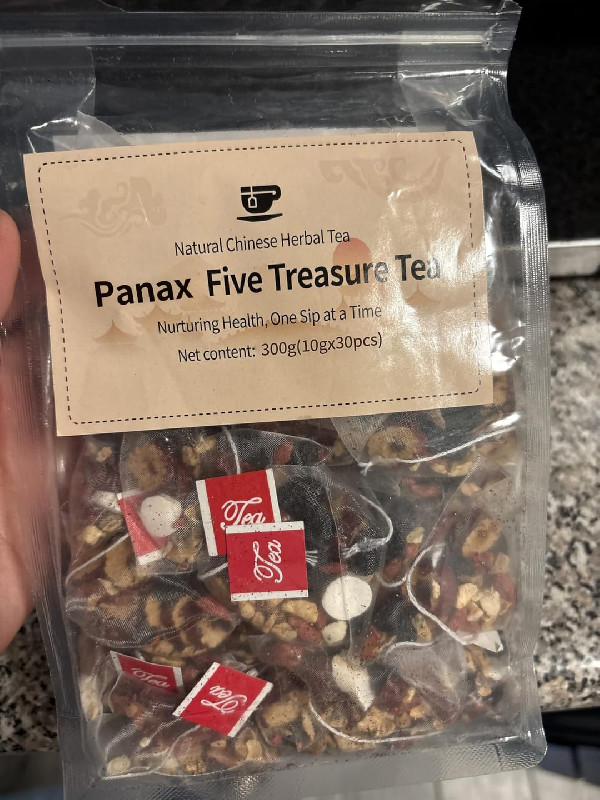 Natural Chinese Herbal Tea
Panax Five Treasure Tea
Nurturing Health, One Sip at a Time
Net content: 300g(10gx30pcs)
Tea
Tea
Tea
Tea